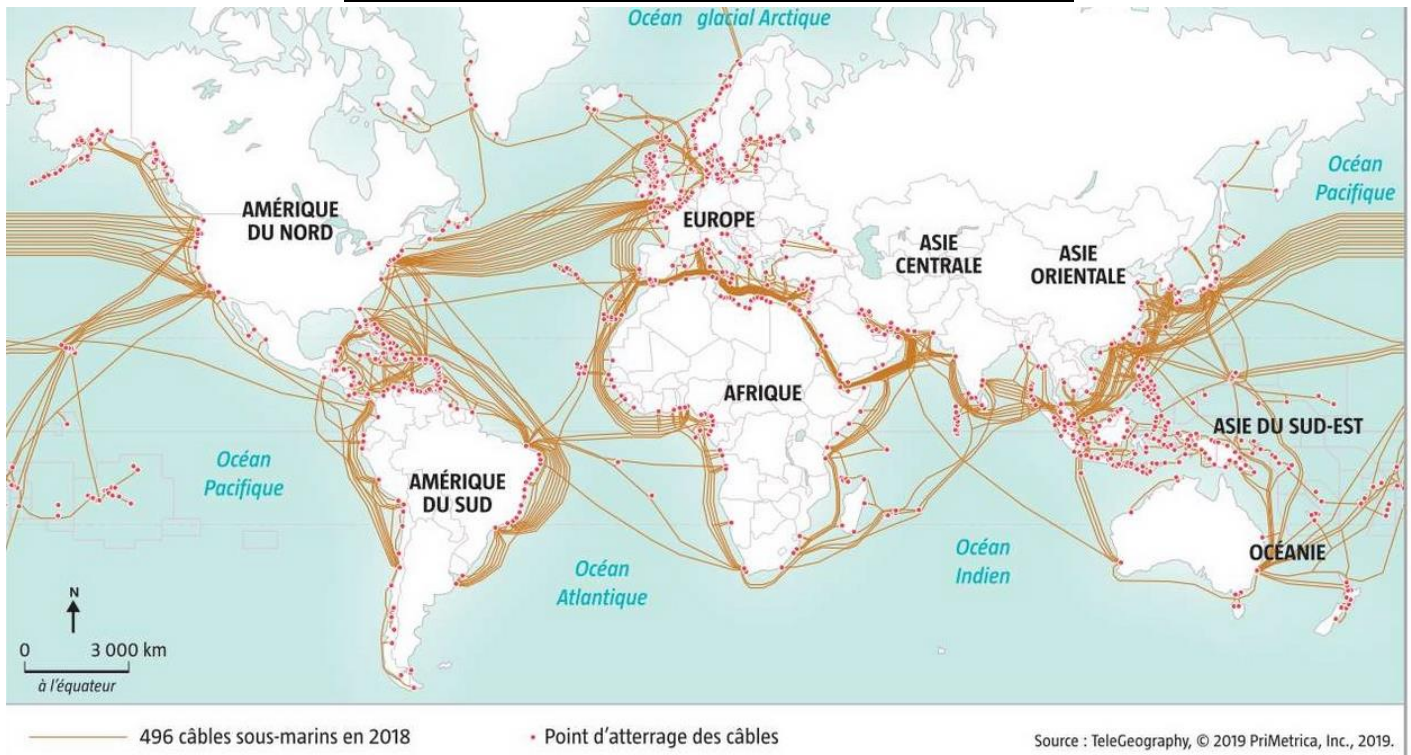 Océan glacial Arctique
Océan
Pacifique
AMÉRIQUE
DU NORD
EUROPE
ASIE
CENTRALE
ASIE
ORIENTALE
AFRIQUE
ASIE DU SUD-EST
Océan
Pacifique
AMÉRIQUE
DU SUD
Océan
Atlantique
Océan
Indien
OCÉANIE
N
0 3 000 km
à l'équateur
496 câbles sous-marins en 2018
Point d'atterrage des câbles
Source : TeleGeography, © 2019 PriMetrica, Inc., 2019.